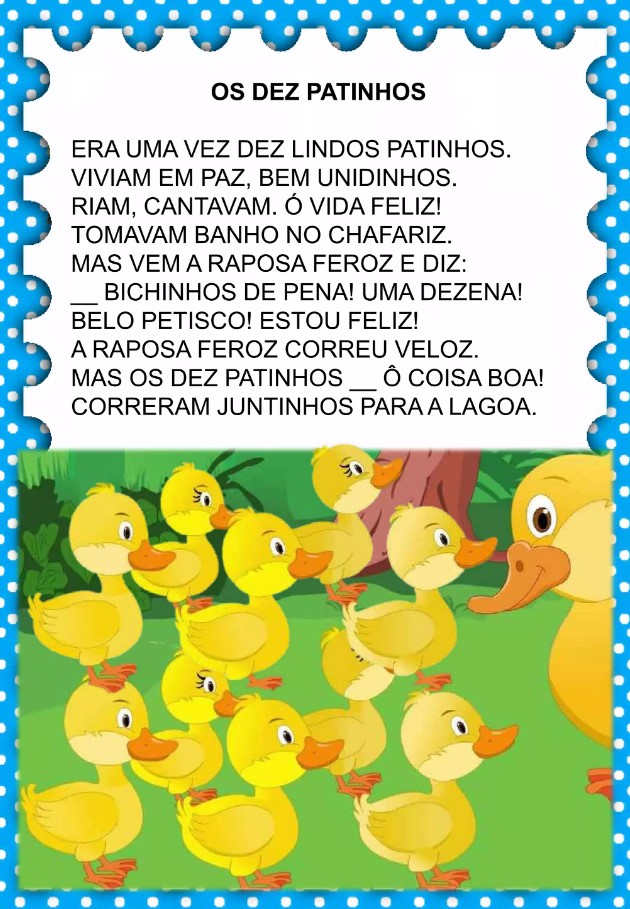 OS DEZ PATINHOS
ERA UMA VEZ DEZ LINDOS PATINHOS.
VIVIAM EM PAZ, BEM UNIDINHOS.
RIAM, CANTAVAM. Ó VIDA FELIZ!
TOMAVAM BANHO NO CHAFARIZ.
MAS VEM A RAPOSA FEROZ E DIZ:
__ BICHINHOS DE PENA! UMA DEZENA!
BELO PETISCO! ESTOU FELIZ!
A RAPOSA FEROZ CORREU VELOZ.
MAS OS DEZ PATINHOS __ Ô COISA BOA!
CORRERAM JUNTINHOS PARA A LAGOA.